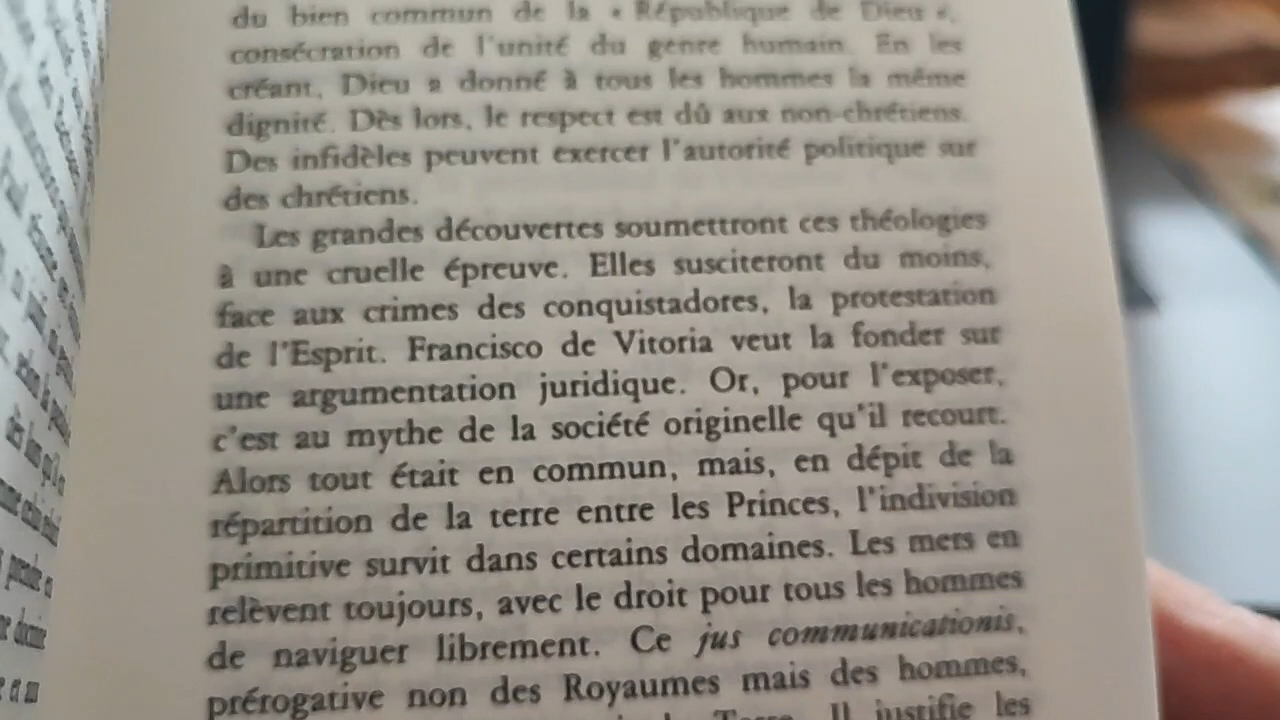 du bien commun de la « République de Dieu »,
consécration de l'unité du genre humain. En les
créant, Dieu a donné à tous les hommes la même
dignité. Dès lors, le respect est dû aux non-chrétiens.
Des infidèles peuvent exercer l'autorité politique sur
des chrétiens.
Les grandes découvertes soumettront ces théologies
à une cruelle épreuve. Elles susciteront du moins,
face aux crimes des conquistadores, la protestation
de l'Esprit. Francisco de Vitoria veut la fonder sur
une argumentation juridique. Or, pour l'exposer,
c'est au mythe de la société originelle qu'il recourt.
Alors tout était en commun, mais, en dépit de la
répartition de la terre entre les Princes, l'indivision
primitive survit dans certains domaines. Les mers en
relèvent toujours, avec le droit pour tous les hommes
de naviguer librement. Ce jus communicationis,
prérogative non des Royaumes mais des hommes,
Terre. Il justifie les